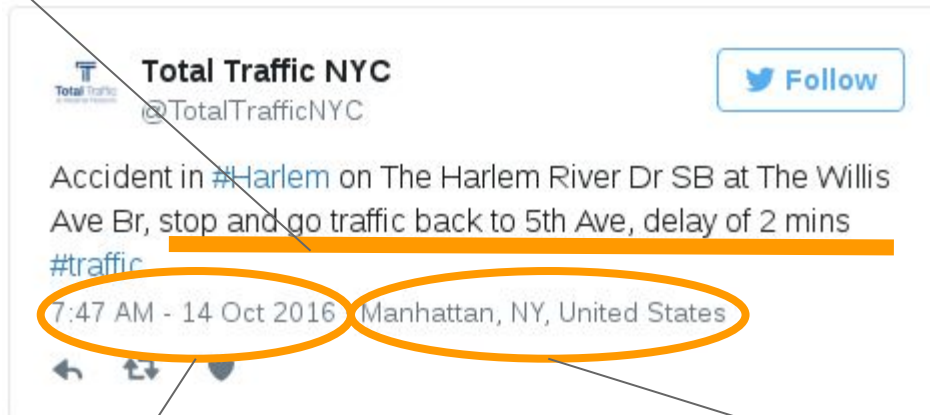 Total Traffic NYC
Total Traffic
@TotalTrafficNYC
Follow
Accident in #Harlem on The Harlem River Dr SB at The Willis
Ave Br, stop and go traffic back to 5th Ave, delay of 2 mins
#traffic
7:47 AM - 14 Oct 2016 Manhattan, NY, United States